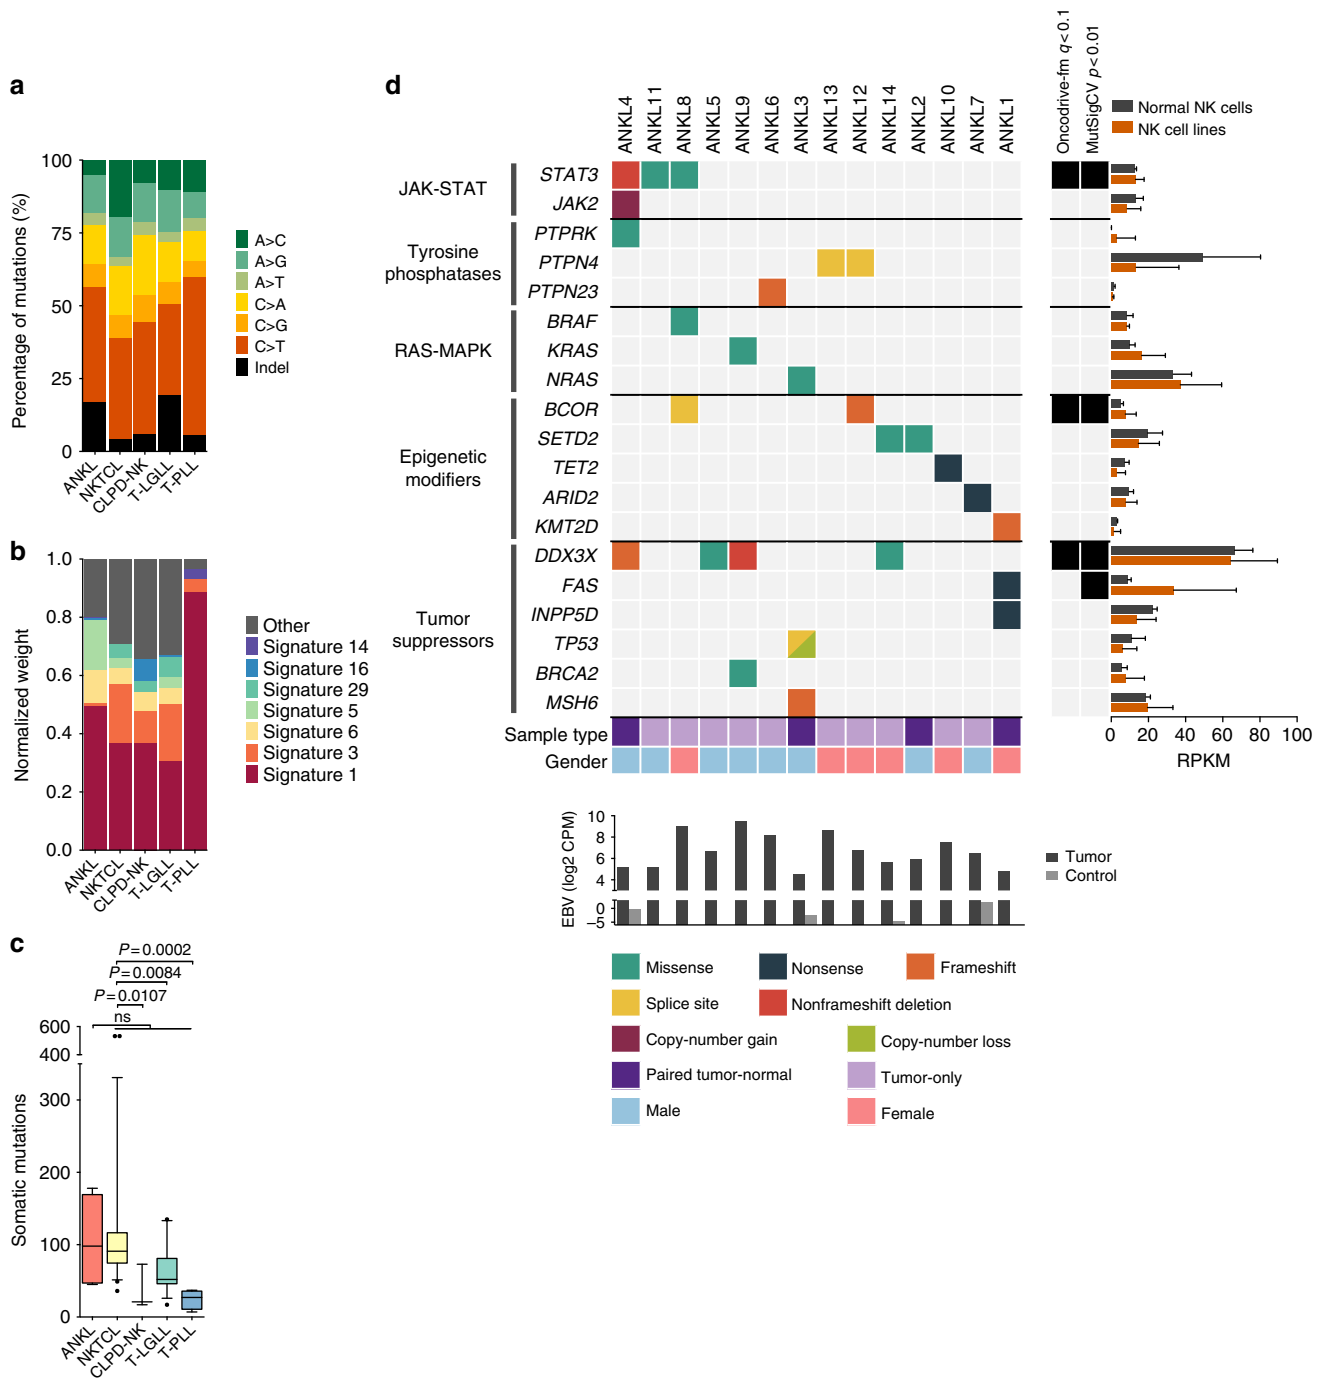 a
Percentage of mutations (%)
100
75
50
25
0
ANKL
NKTCL
CLPD-NK
T-LGLL
T-PLL
A>C
A>G
A>T
C>A
C>G
C>T
Indel
b
Normalized weight
1.0
0.8
0.6
0.4
0.2
0.0
ANKL
NKTCL
CLPD-NK
T-LGLL
T-PLL
Other
Signature 14
Signature 16
Signature 29
Signature 5
Signature 6
Signature 3
Signature 1
c
P=0.0002
P=0.0084
P=0.0107
ns
Somatic mutations
600
400
300
200
100
0
ANKL
NKTCL
CLPD-NK
T-LGLL
T-PLL
d
ANKL4
ANKL11
ANKL8
ANKL5
ANKL9
ANKL6
ANKL3
ANKL13
ANKL12
ANKL14
ANKL2
ANKL10
ANKL7
ANKL1
Oncodrive-fm q<0.1
MutSigCV p<0.01
Normal NK cells
NK cell lines
JAK-STAT
STAT3
JAK2
Tyrosine
phosphatases
PTPRK
PTPN4
PTPN23
RAS-MAPK
BRAF
KRAS
NRAS
Epigenetic
modifiers
BCOR
SETD2
TET2
ARID2
KMT2D
Tumor
suppressors
DDX3X
FAS
INPP5D
TP53
BRCA2
MSH6
Sample type
Gender
0 20 40 60 80 100
RPKM
EBV (log2 CPM)
10
8
6
4
0
–5
Tumor
Control
Missense
Nonsense
Frameshift
Splice site
Nonframeshift deletion
Copy-number gain
Copy-number loss
Paired tumor-normal
Tumor-only
Male
Female